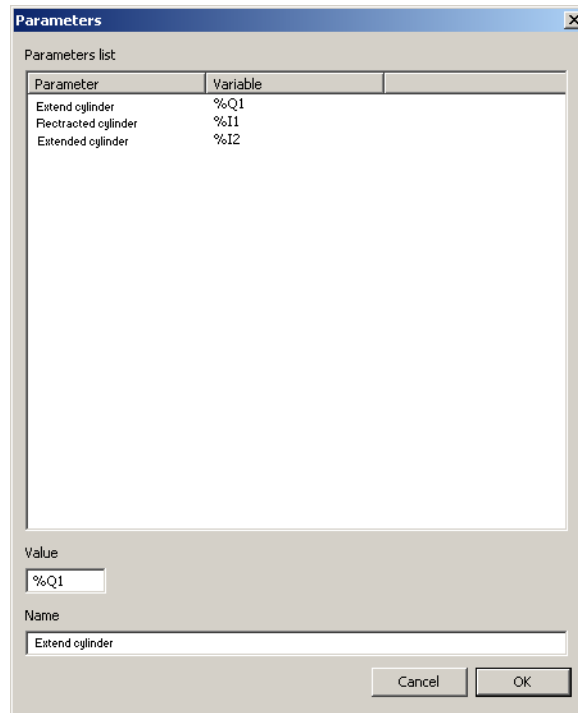 Parameters
Parameters list
Parameter Variable
Extend cylinder %Q1
Rectracted cylinder %I1
Extended cylinder %I2
Value
%Q1
Name
Extend cylinder
Cancel OK